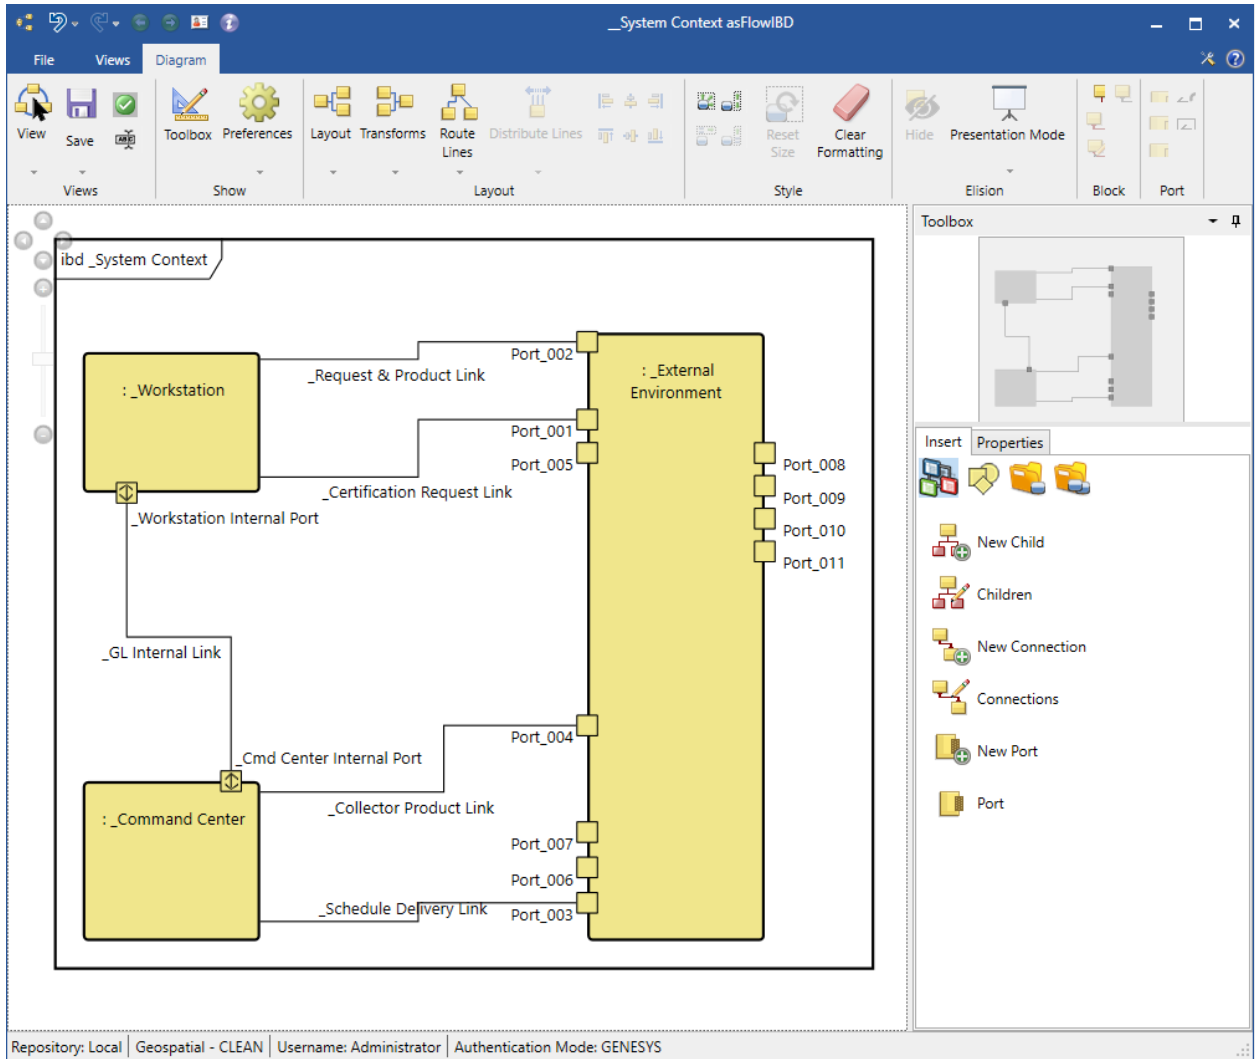 __System Context asFlowIBD
File Views Diagram
View Save Toolbox Preferences Layout Transforms Route Lines Distribute Lines Reset Size Clear Formatting Hide Presentation Mode
Views Show Layout Style Elision Block Port
Toolbox
ibd _System Context
Port_002
: _External
Environment
_Request & Product Link
: _Workstation
Port_001
Insert Properties
Port_005
Port_008
_Certification Request Link
Port_009
_Workstation Internal Port
Port_010
New Child
Port_011
Children
New Connection
_GL Internal Link
Connections
Port_004
New Port
_Cmd Center Internal Port
Port
_Collector Product Link
: _Command Center
Port_007
Port_006
_Schedule Delivery Link
Port_003
Repository: Local Geospatial - CLEAN Username: Administrator Authentication Mode: GENESYS